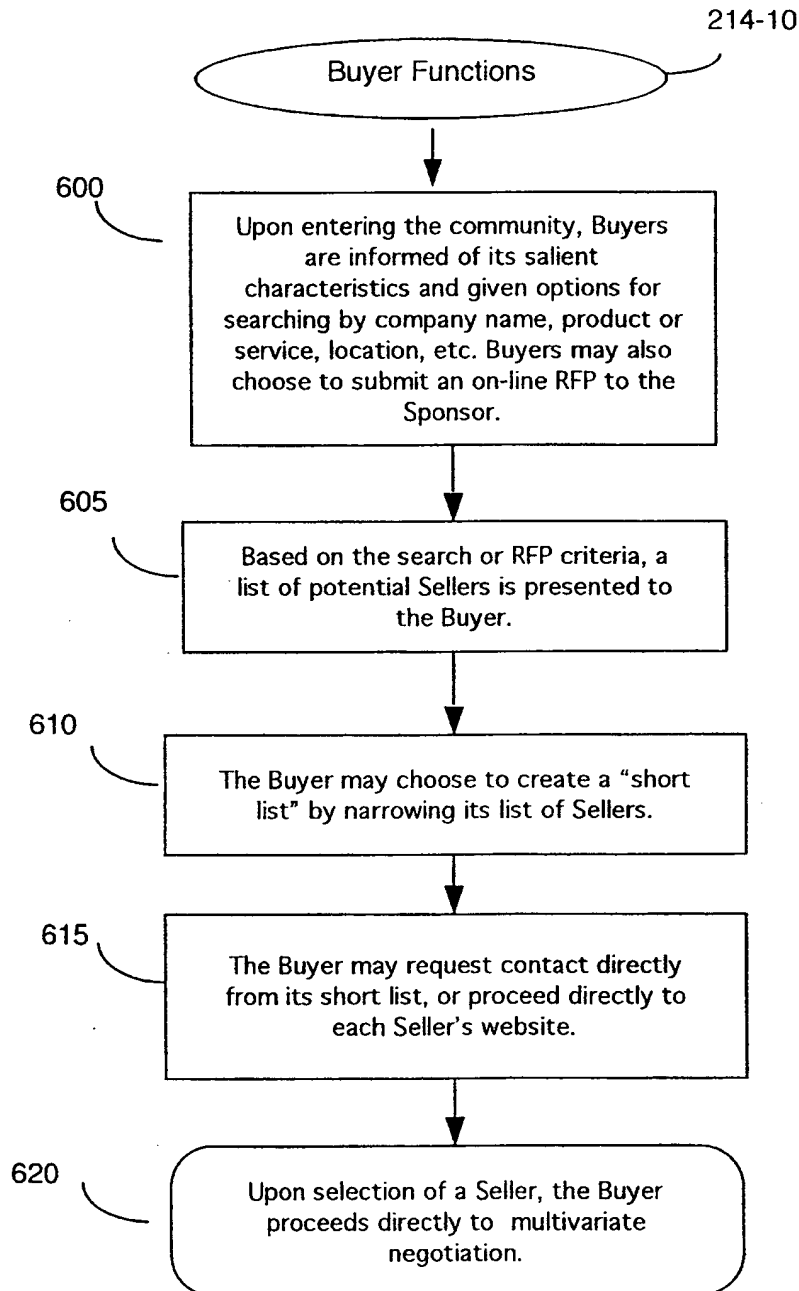 214-10
Buyer Functions
600
Upon entering the community, Buyers
are informed of its salient
characteristics and given options for
searching by company name, product or
service, location, etc. Buyers may also
choose to submit an on-line RFP to the
Sponsor.
605
Based on the search or RFP criteria, a
list of potential Sellers is presented to
the Buyer.
610
The Buyer may choose to create a “short
list” by narrowing its list of Sellers.
615
The Buyer may request contact directly
from its short list, or proceed directly to
each Seller’s website.
620
Upon selection of a Seller, the Buyer
proceeds directly to multivariate
negotiation.